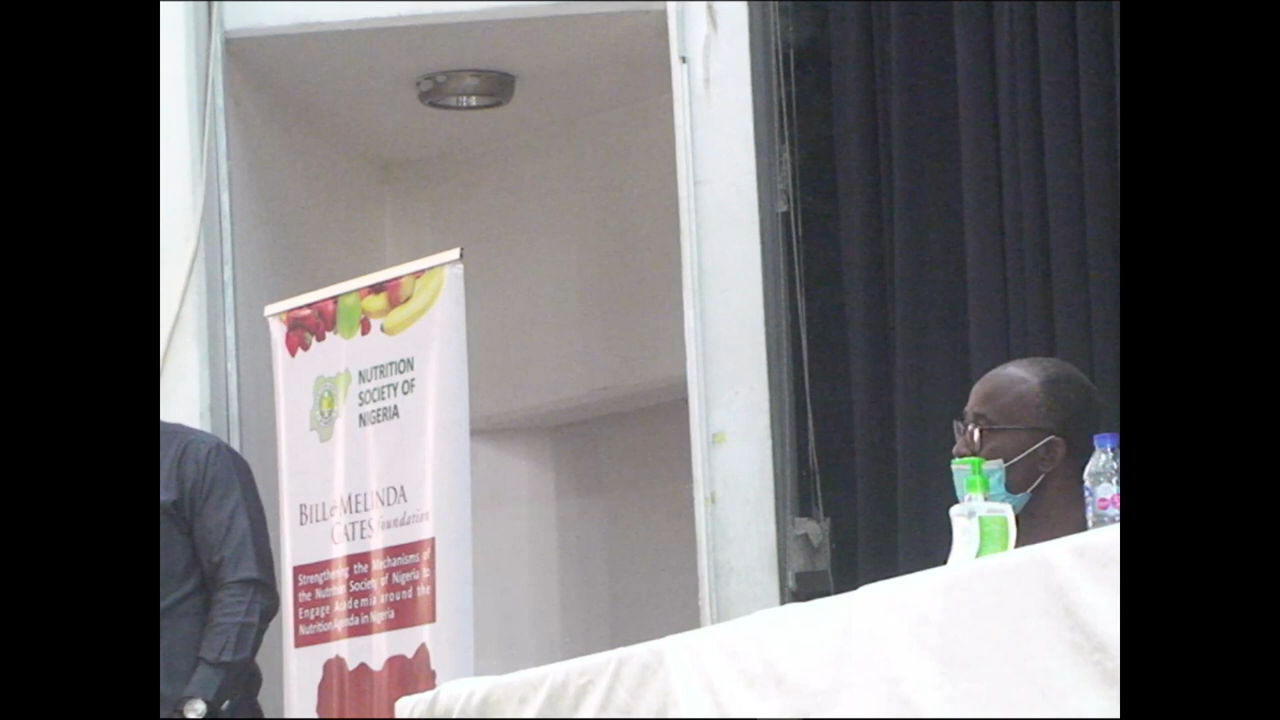 NUTRITION
SOCIETY OF
NIGERIA
BILL & MELINDA
GATES foundation
Strengthening the Mechanisms of
the Nutrition Society of Nigeria to
Engage Academia around the
Nutrition Agenda in Nigeria